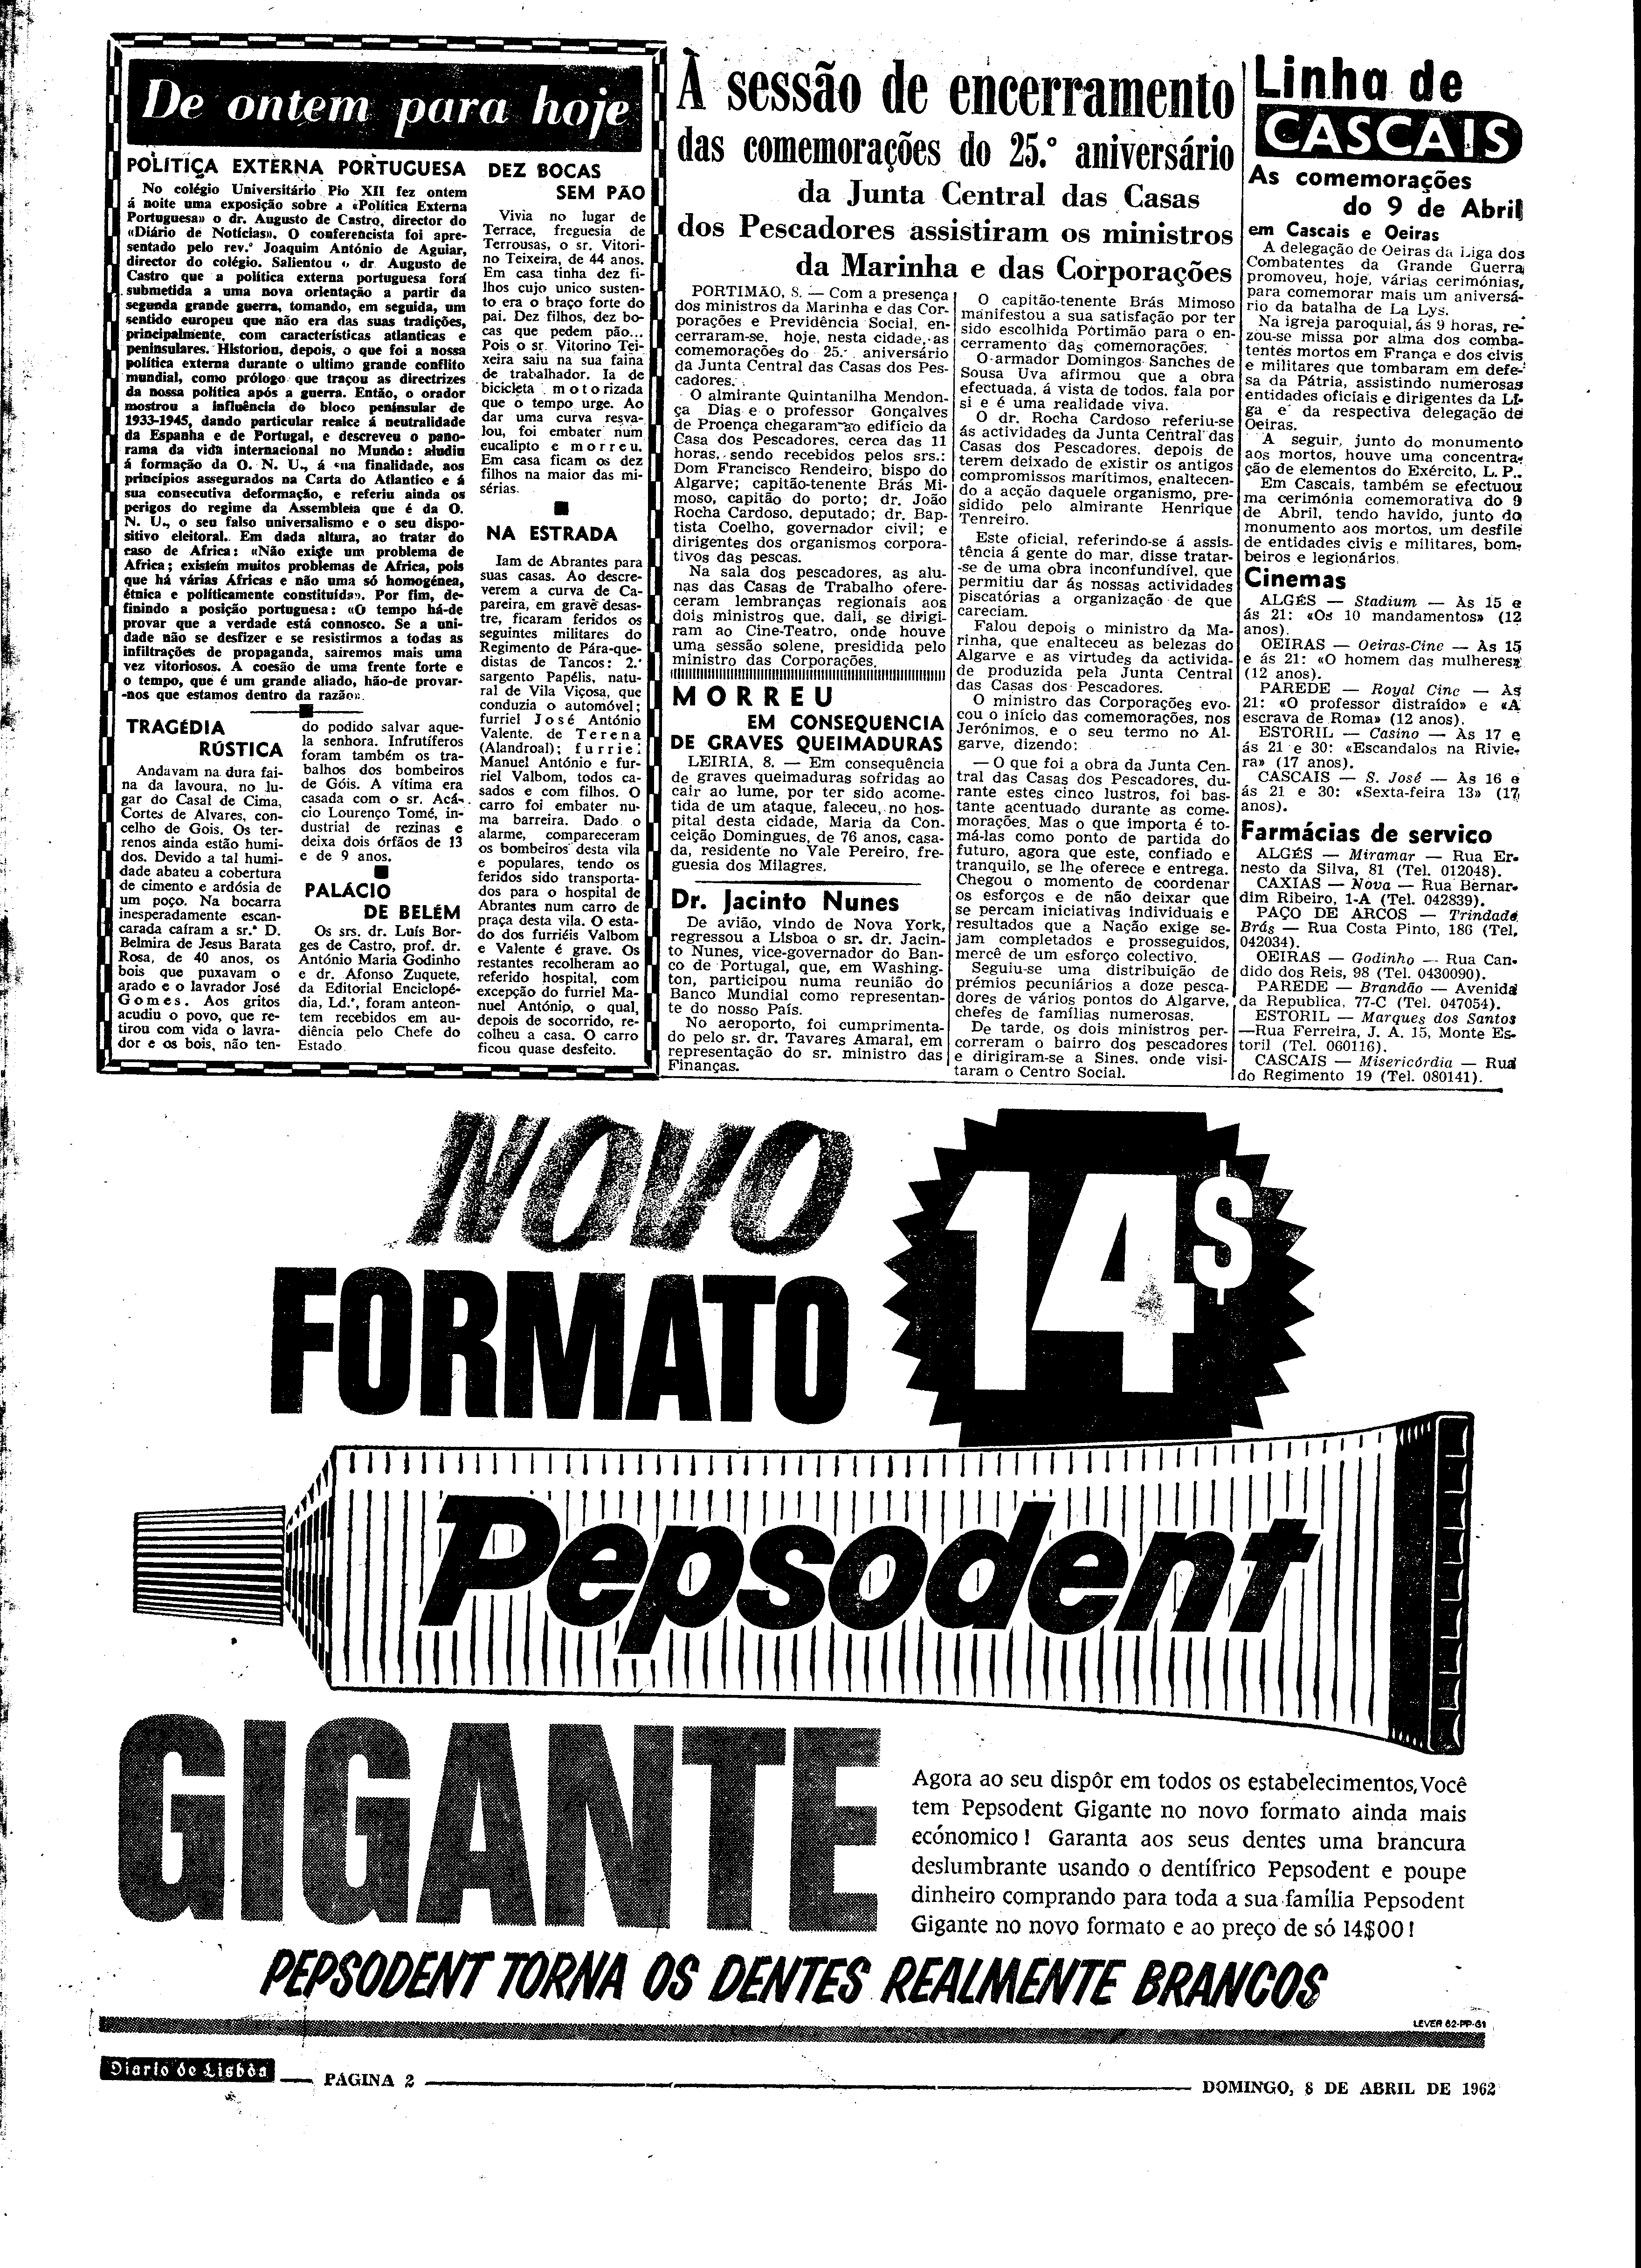 De ontem para hoje
POLITIÇA EXTERNA PORTUGUESA
No colégio Universitário Pio XII fez ontem
á noite uma exposição sobre a «Política Externa
Portuguesa» o dr. Augusto de Castro, director do
«Diário de Notícias». O conferencista foi apre-
sentado pelo rev.º Joaquim António de Aguiar,
director do colégio. Salientou o dr. Augusto de
Castro que a política externa portuguesa forá
submetida a uma nova orientação a partir da
segunda grande guerra, tomando, em seguida, um
sentido europeu que não era das suas tradições,
principalmente, com características atlanticas e
peninsulares. Historiou, depois, o que foi a nossa
política externa durante o ultimo grande conflito
mundial, como prólogo que traçou as directrizes
da nossa política após a guerra. Então, o orador
mostrou a influência do bloco peninsular de
1933-1945, dando particular realce á neutralidade
da Espanha e de Portugal, e descreveu o pano-
rama da vida internacional no Mundo: aludiu
á formação da O. N. U., á sua finalidade, aos
princípios assegurados na Carta do Atlantico e á
sua consecutiva deformação, e referiu ainda os
perigos do regime da Assembleia que é da O.
N. U., o seu falso universalismo e o seu dispo-
sitivo eleitoral. Em dada altura, ao tratar do
caso de Africa: «Não existe um problema de
Africa; existem muitos problemas de Africa, pois
que há várias Áfricas e não uma só homogénea,
étnica e politicamente constituída». Por fim, de-
finindo a posição portuguesa: «O tempo há-de
provar que a verdade está connosco. Se a uni-
dade não se desfizer e se resistirmos a todas as
infiltrações de propaganda, sairemos mais uma
vez vitoriosos. A coesão de uma frente forte e
o tempo, que é um grande aliado, hão-de provar-
-nos que estamos dentro da razão».
TRAGÉDIA
RÚSTICA
Andavam na dura fai-
na da lavoura, no lu-
gar do Casal de Cima,
Cortes de Alvares, con-
celho de Gois. Os ter-
renos ainda estão humi-
dos. Devido a tal humi-
dade abateu a cobertura
de cimento e ardósia de
um poço. Na bocarra
inesperadamente escan-
carada caíram a sr.ª D.
Belmira de Jesus Barata
Rosa, de 40 anos, os
bois que puxavam o
arado e o lavrador José
Gomes. Aos gritos
acudiu o povo, que re-
tirou com vida o lavra-
dor e os bois, não ten-
do podido salvar aque-
la senhora. Infrutíferos
foram também os tra-
balhos dos bombeiros
de Góis. A vítima era
casada com o sr. Acá-
cio Lourenço Tomé, in-
dustrial de rezinas e
deixa dois órfãos de 13
e de 9 anos.
PALÁCIO
DE BELÉM
Os srs. dr. Luís Bor-
ges de Castro, prof. dr.
António Maria Godinho
e dr. Afonso Zuquete,
da Editorial Enciclopé-
dia, Ld.ª, foram anteon-
tem recebidos em au-
diência pelo Chefe do
Estado.
DEZ BOCAS
SEM PÃO
Vivia no lugar de
Terrace, freguesia de
Terrousas, o sr. Vitori-
no Teixeira, de 44 anos.
Em casa tinha dez fi-
lhos cujo unico susten-
to era o braço forte do
pai. Dez filhos, dez bo-
cas que pedem pão...
Pois o sr. Vitorino Tei-
xeira saiu na sua faina
de trabalhador. Ia de
bicicleta motorizada
que o tempo urge. Ao
dar uma curva resva-
lou, foi embater num
eucalipto e morreu.
Em casa ficam os dez
filhos na maior das mi-
sérias.
NA ESTRADA
Iam de Abrantes para
suas casas. Ao descre-
verem a curva de Ca-
pareira, em grave desas-
tre, ficaram feridos os
seguintes militares do
Regimento de Pára-que-
distas de Tancos: 2.º
sargento Papélis, natu-
ral de Vila Viçosa, que
conduzia o automóvel;
furriel José António
Valente, de Terena
(Alandroal); furriel
Manuel António e fur-
riel Valbom, todos ca-
sados e com filhos. O
carro foi embater nu-
ma barreira. Dado o
alarme, compareceram
os bombeiros desta vila
e populares, tendo os
feridos sido transporta-
dos para o hospital de
Abrantes num carro de
praça desta vila. O esta-
do dos furriéis Valbom
e Valente é grave. Os
restantes recolheram ao
referido hospital, com
excepção do furriel Ma-
nuel António, o qual,
depois de socorrido, re-
colheu a casa. O carro
ficou quase desfeito.
À sessão de encerramento
das comemorações do 25.º aniversário
da Junta Central das Casas
dos Pescadores assistiram os ministros
da Marinha e das Corporações
PORTIMÃO, 8. — Com a presença
dos ministros da Marinha e das Cor-
porações e Previdência Social, en-
cerraram-se, hoje, nesta cidade, as
comemorações do 25.º aniversário
da Junta Central das Casas dos Pes-
cadores.
O almirante Quintanilha Mendon-
ça Dias e o professor Gonçalves
de Proença chegaram ao edifício da
Casa dos Pescadores, cerca das 11
horas, sendo recebidos pelos srs.:
Dom Francisco Rendeiro, bispo do
Algarve; capitão-tenente Brás Mi-
moso, capitão do porto; dr. João
Rocha Cardoso, deputado; dr. Bap-
tista Coelho, governador civil; e
dirigentes dos organismos corpora-
tivos das pescas.
Na sala dos pescadores, as alu-
nas das Casas de Trabalho ofere-
ceram lembranças regionais aos
dois ministros que, dali, se dirigi-
ram ao Cine-Teatro, onde houve
uma sessão solene, presidida pelo
ministro das Corporações.
O capitão-tenente Brás Mimoso
manifestou a sua satisfação por ter
sido escolhida Portimão para o en-
cerramento das comemorações.
O armador Domingos Sanches de
Sousa Uva afirmou que a obra
efectuada, á vista de todos, fala por
si e é uma realidade viva.
O dr. Rocha Cardoso referiu-se
ás actividades da Junta Central das
Casas dos Pescadores, depois de
terem deixado de existir os antigos
compromissos marítimos, enaltecen-
do a acção daquele organismo, pre-
sidido pelo almirante Henrique
Tenreiro.
Este oficial, referindo-se á assis-
tência á gente do mar, disse tratar-
-se de uma obra inconfundível, que
permitiu dar ás nossas actividades
piscatórias a organização de que
careciam.
Falou depois o ministro da Ma-
rinha, que enalteceu as belezas do
Algarve e as virtudes da activida-
de produzida pela Junta Central
das Casas dos Pescadores.
O ministro das Corporações evo-
cou o início das comemorações, nos
Jerónimos, e o seu termo no Al-
garve, dizendo:
— O que foi a obra da Junta Cen-
tral das Casas dos Pescadores, du-
rante estes cinco lustros, foi bas-
tante acentuado durante as come-
morações. Mas o que importa é to-
má-las como ponto de partida do
futuro, agora que este, confiado e
tranquilo, se lhe oferece e entrega.
Chegou o momento de coordenar
os esforços e de não deixar que
se percam iniciativas individuais e
resultados que a Nação exige se-
jam completados e prosseguidos,
mercê de um esforço colectivo.
Seguiu-se uma distribuição de
prémios pecuniários a doze pesca-
dores de vários pontos do Algarve,
chefes de famílias numerosas.
De tarde, os dois ministros per-
correram o bairro dos pescadores
e dirigiram-se a Sines, onde visi-
taram o Centro Social.
MORREU
EM CONSEQUÊNCIA
DE GRAVES QUEIMADURAS
LEIRIA, 8. — Em consequência
de graves queimaduras sofridas ao
cair ao lume, por ter sido acome-
tida de um ataque, faleceu, no hos-
pital desta cidade, Maria da Con-
ceição Domingues, de 76 anos, casa-
da, residente no Vale Pereiro, fre-
guesia dos Milagres.
Dr. Jacinto Nunes
De avião, vindo de Nova York,
regressou a Lisboa o sr. dr. Jacin-
to Nunes, vice-governador do Ban-
co de Portugal, que, em Washing-
ton, participou numa reunião do
Banco Mundial como representan-
te do nosso País.
No aeroporto, foi cumprimenta-
do pelo sr. dr. Tavares Amaral, em
representação do sr. ministro das
Finanças.
Linha de
CASCAIS
As comemorações
do 9 de Abril
em Cascais e Oeiras
A delegação de Oeiras da Liga dos
Combatentes da Grande Guerra
promoveu, hoje, várias cerimónias,
para comemorar mais um aniversá-
rio da batalha de La Lys.
Na igreja paroquial, ás 9 horas, re-
zou-se missa por alma dos comba-
tentes mortos em França e dos civis
e militares que tombaram em defe-
sa da Pátria, assistindo numerosas
entidades oficiais e dirigentes da Li-
ga e da respectiva delegação de
Oeiras.
A seguir, junto do monumento
aos mortos, houve uma concentra-
ção de elementos do Exército, L. P..
Em Cascais, também se efectuou
ma cerimónia comemorativa do 9
de Abril, tendo havido, junto do
monumento aos mortos, um desfile
de entidades civis e militares, bom-
beiros e legionários.
Cinemas
ALGÉS — Stadium — Às 15 e
ás 21: «Os 10 mandamentos» (12
anos).
OEIRAS — Oeiras-Cine — Às 15
e ás 21: «O homem das mulheres»
(12 anos).
PAREDE — Royal Cine — Às
21: «O professor distraído» e «A
escrava de Roma» (12 anos).
ESTORIL — Casino — Às 17 e
ás 21 e 30: «Escandalos na Rivie-
ra» (17 anos).
CASCAIS — S. José — Às 16 e
ás 21 e 30: «Sexta-feira 13» (17
anos).
Farmácias de servico
ALGÉS — Miramar — Rua Er-
nesto da Silva, 81 (Tel. 012048).
CAXIAS — Nova — Rua Bernar-
dim Ribeiro, 1-A (Tel. 042839).
PAÇO DE ARCOS — Trindade
Brás — Rua Costa Pinto, 186 (Tel.
042034).
OEIRAS — Godinho — Rua Can-
dido dos Reis, 98 (Tel. 0430090).
PAREDE — Brandão — Avenida
da Republica, 77-C (Tel. 047054).
ESTORIL — Marques dos Santos
—Rua Ferreira, J. A. 15, Monte Es-
toril (Tel. 060116).
CASCAIS — Misericórdia — Rua
do Regimento 19 (Tel. 080141).
NOVO
FORMATO
14$
Pepsodent
GIGANTE
Agora ao seu dispôr em todos os estabelecimentos, Você
tem Pepsodent Gigante no novo formato ainda mais
ecónomico! Garanta aos seus dentes uma brancura
deslumbrante usando o dentífrico Pepsodent e poupe
dinheiro comprando para toda a sua família Pepsodent
Gigante no novo formato e ao preço de só 14$00!
PEPSODENT TORNA OS DENTES REALMENTE BRANCOS
LEVER 62-PP-61
Diario de Lisbôa — PÁGINA 2 — DOMINGO, 8 DE ABRIL DE 1962